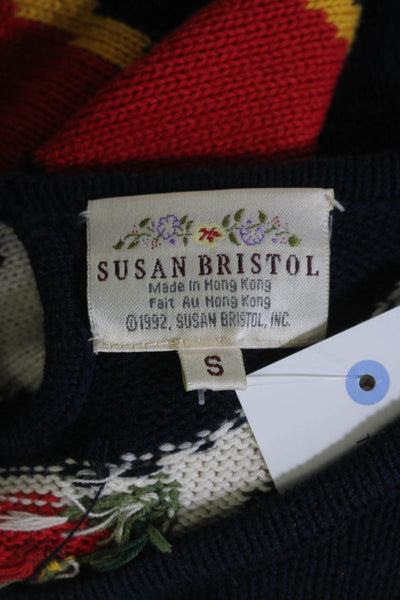 SUSAN BRISTOL
Made In Hong Kong
Fait Au Hong Kong
©1992, SUSAN BRISTOL, INC.
S